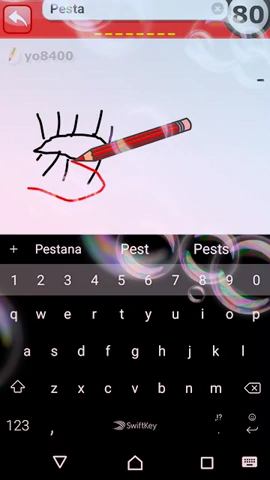 Pesta
80
yo8400
+ Pestana Pest Pests
1 2 3 4 5 6 7 8 9 0
q w e r t y u i o p
a s d f g h j k l
z x c v b n m
123 , SwiftKey ,!? .